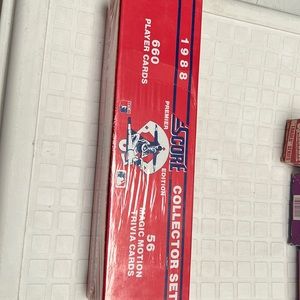 1988
SCORE
COLLECTOR SET
PREMIER
EDITION
660
PLAYER CARDS
56
MAGIC MOTION
TRIVIA CARDS